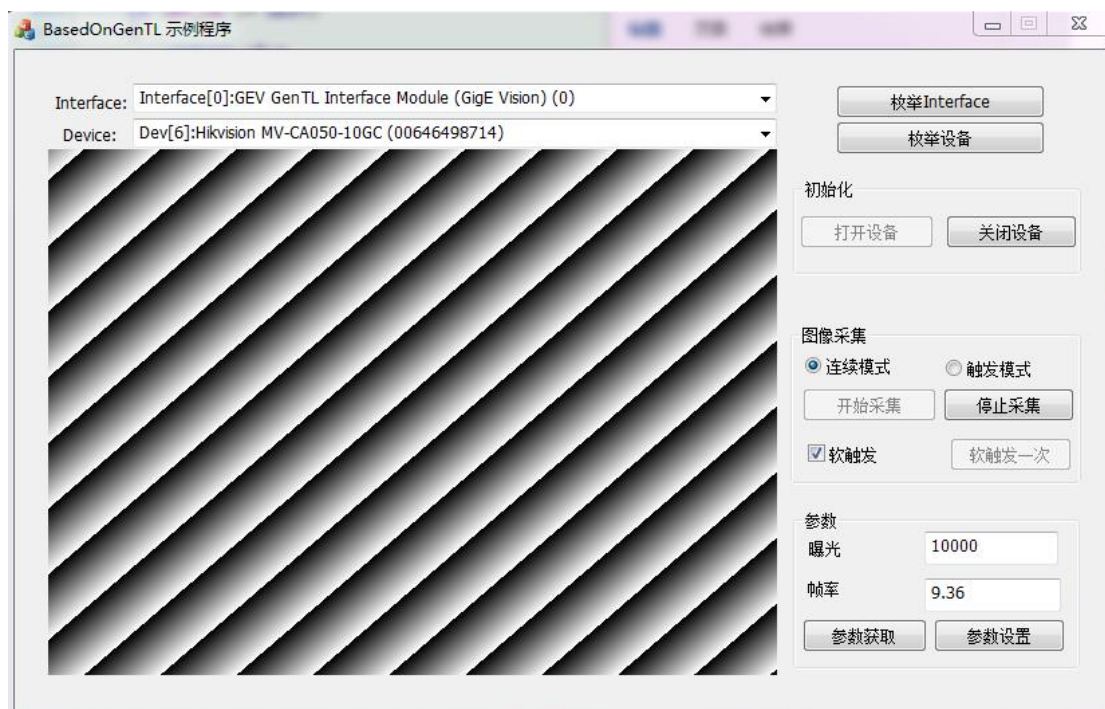 BasedOnGenTL 示例程序
Interface: Interface[0]:GEV GenTL Interface Module (GigE Vision) (0) 枚举Interface
Device: Dev[6]:Hikvision MV-CA050-10GC (00646498714) 枚举设备
初始化
打开设备 关闭设备
图像采集
连续模式 触发模式
开始采集 停止采集
软触发 软触发一次
参数
曝光 10000
帧率 9.36
参数获取 参数设置